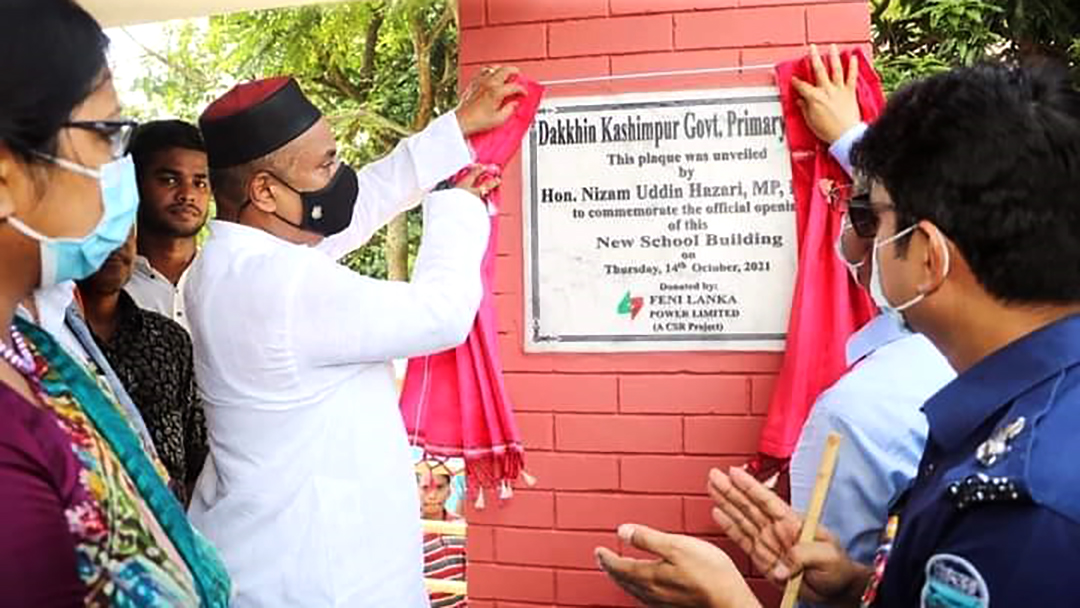 Dakkhin Kashimpur Govt. Primary
This plaque was unveiled
by
Hon. Nizam Uddin Hazari, MP,
to commemorate the official
of this
New School Building
on
Thursday, 14th October, 2021
Donated by:
FENI LANKA
POWER LIMITED
(A CSR Project)